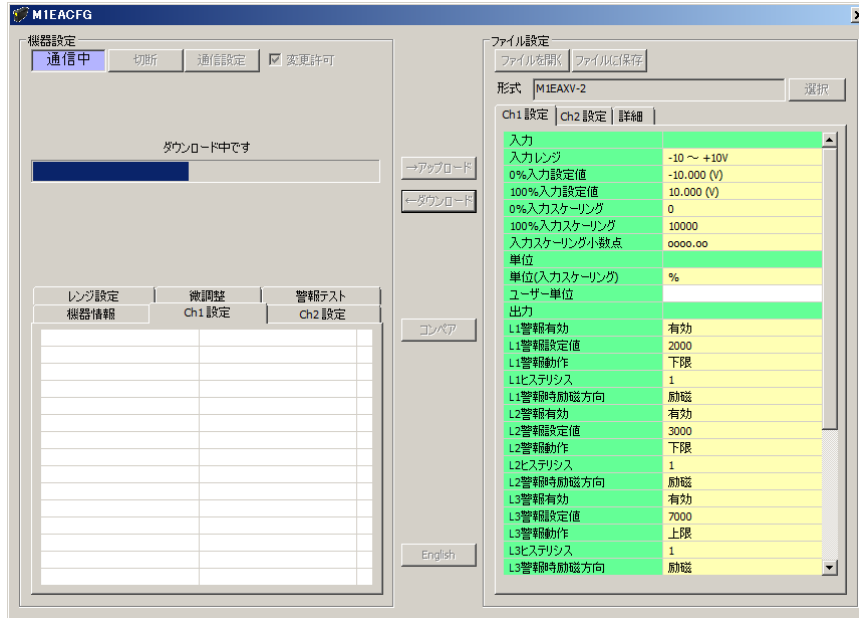 M1EACFG
機器設定
通信中 切断 通信設定 変更許可
ダウンロード中です
レンジ設定 微調整 警報テスト
機器情報 Ch1設定 Ch2設定
→アップロード
←ダウンロード
コンペア
English
ファイル設定
ファイルを開く ファイルに保存
形式 M1EAXV-2 選択
Ch1設定 Ch2設定 詳細
入力
入力レンジ -10 ～ +10V
0%入力設定値 -10.000 (V)
100%入力設定値 10.000 (V)
0%入力スケーリング 0
100%入力スケーリング 10000
入力スケーリング小数点 oooo.oo
単位
単位(入力スケーリング) %
ユーザー単位
出力
L1警報有効 有効
L1警報設定値 2000
L1警報動作 下限
L1ヒステリシス 1
L1警報時励磁方向 励磁
L2警報有効 有効
L2警報設定値 3000
L2警報動作 下限
L2ヒステリシス 1
L2警報時励磁方向 励磁
L3警報有効 有効
L3警報設定値 7000
L3警報動作 上限
L3ヒステリシス 1
L3警報時励磁方向 励磁